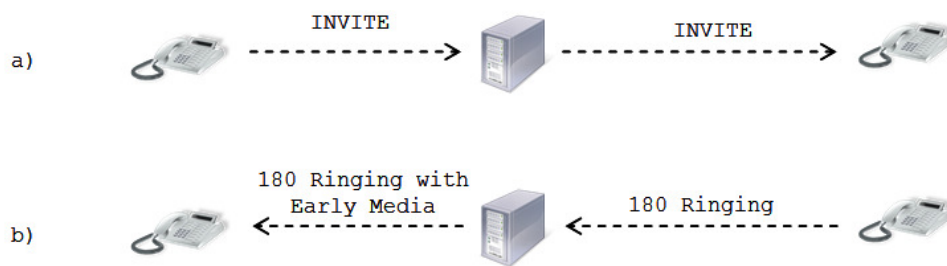 INVITE
INVITE
a)
180 Ringing with
Early Media
180 Ringing
b)